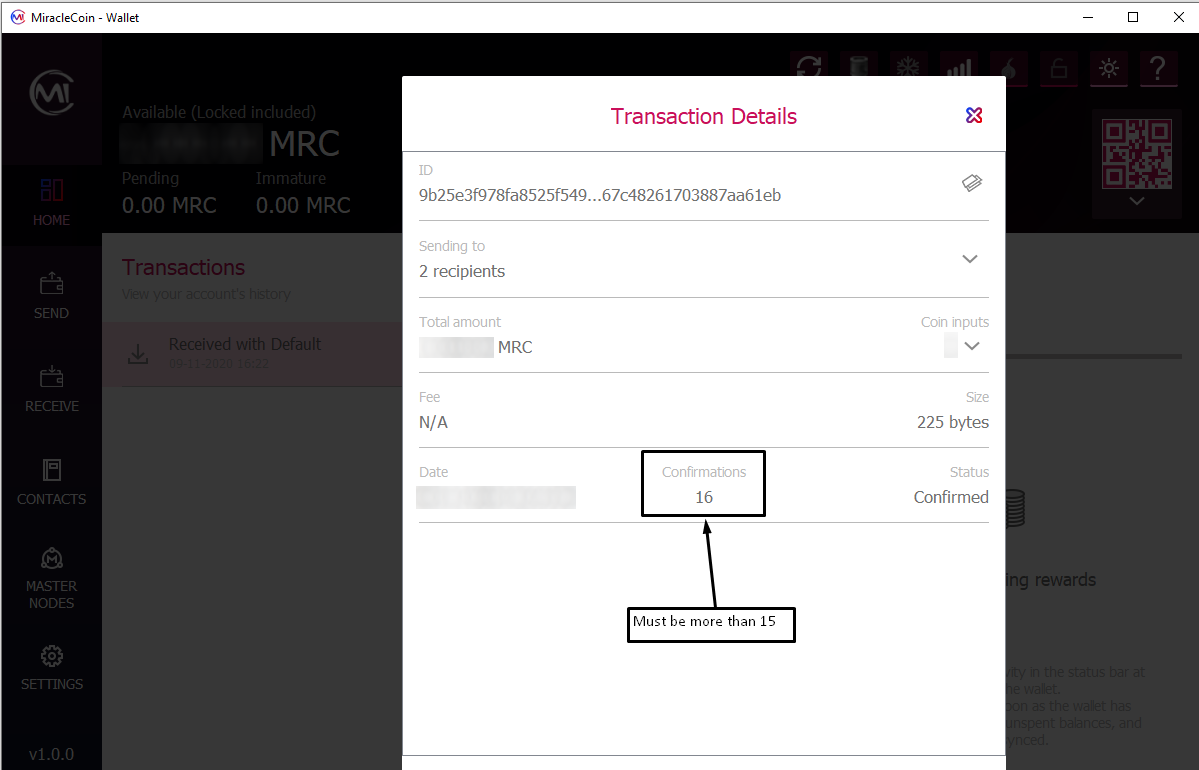 MiracleCoin - Wallet
Available (Locked included)
MRC
Pending
Immature
0.00 MRC
0.00 MRC
HOME
SEND
RECEIVE
CONTACTS
MASTER
NODES
SETTINGS
v1.0.0
Transactions
View your account's history
Received with Default
09-11-2020 16:22
Transaction Details
ID
9b25e3f978fa8525f549...67c48261703887aa61eb
Sending to
2 recipients
Total amount
Coin inputs
MRC
Fee
Size
N/A
225 bytes
Date
Confirmations
Status
16
Confirmed
Must be more than 15
ing rewards
vity in the status bar at
he wallet.
oon as the wallet has
unspent balances, and
ynced.